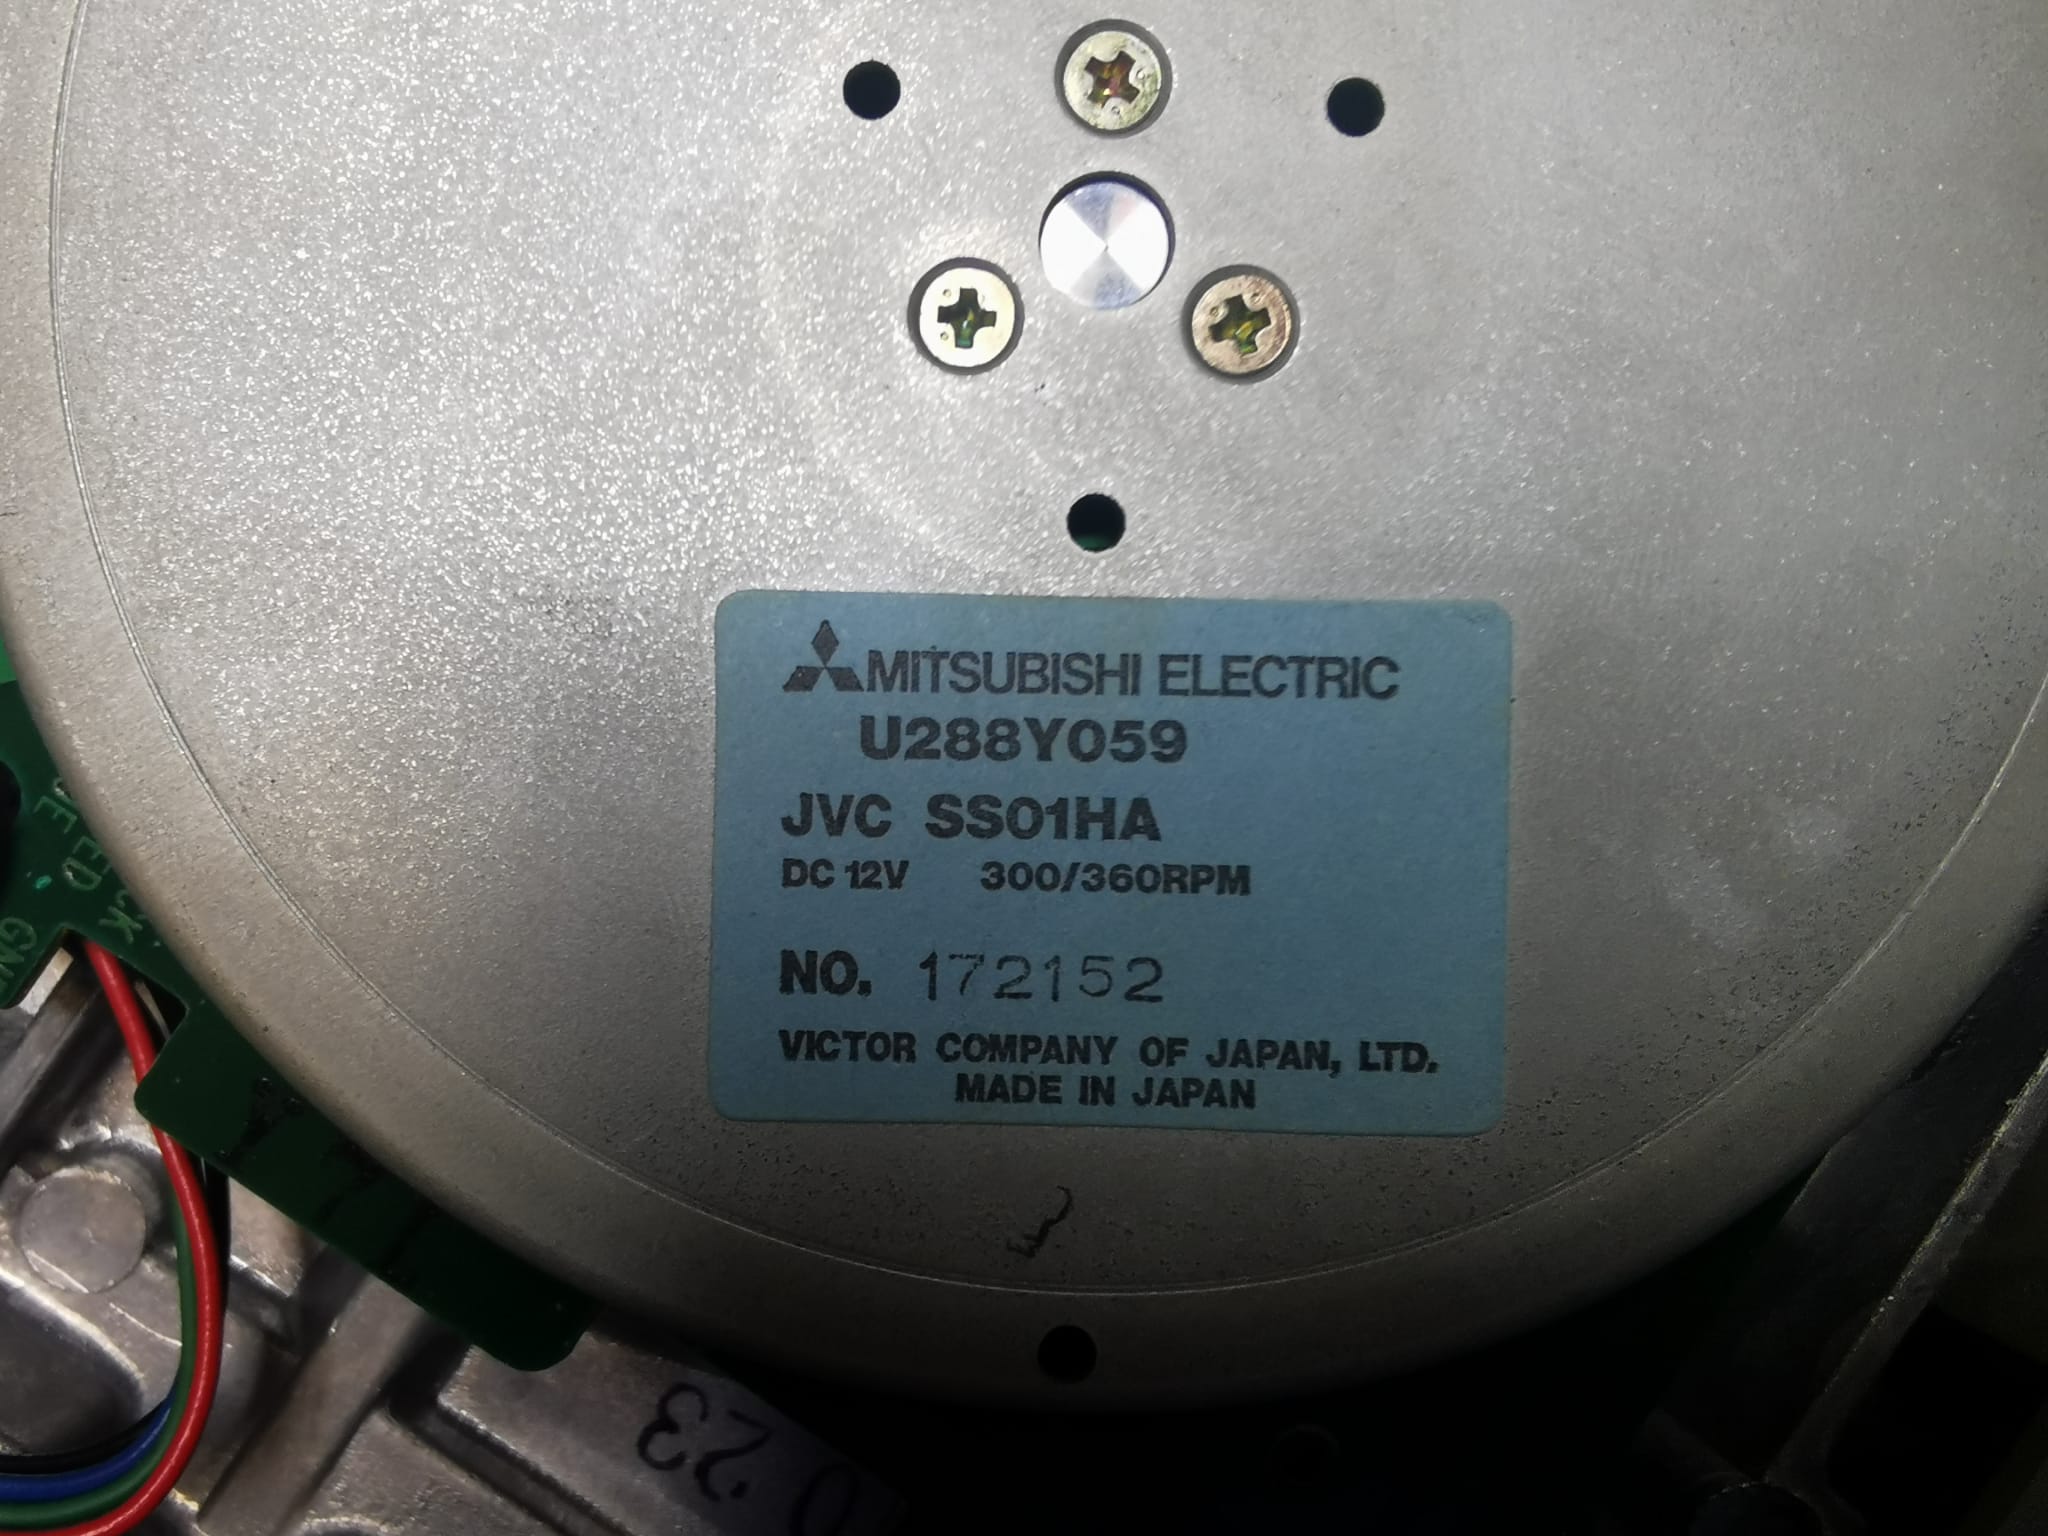 MITSUBISHI ELECTRIC
U288Y059
JVC SS01HA
DC 12V 300/360RPM
NO. 172152
VICTOR COMPANY OF JAPAN, LTD.
MADE IN JAPAN
23